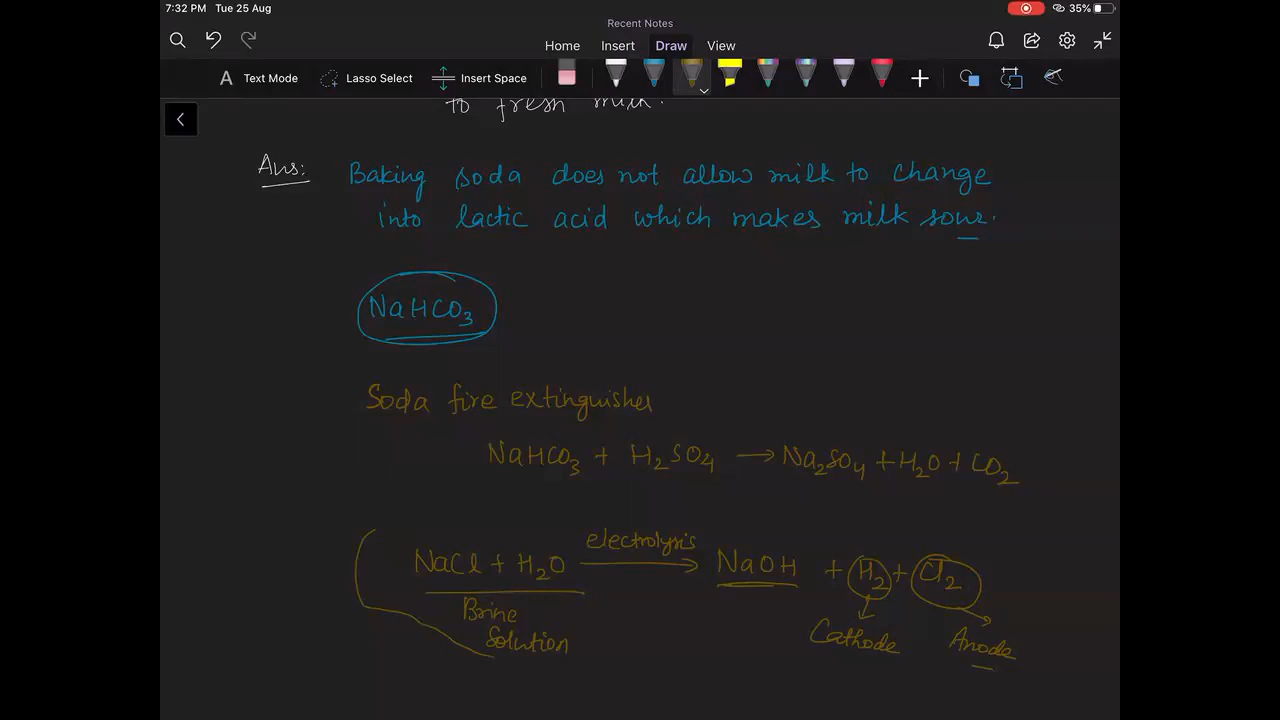 7:32 PM Tue 25 Aug
35%
Recent Notes
Home Insert Draw View
Text Mode Lasso Select Insert Space
to fresh milk.
Ans: Baking soda does not allow milk to change
into lactic acid which makes milk sour.
NaHCO3
Soda fire extinguisher
NaHCO3 + H2SO4 → Na2SO4 + H2O + CO2
electrolysis
NaCl + H2O → NaOH + H2 + Cl2
Brine
Solution
Cathode Anode